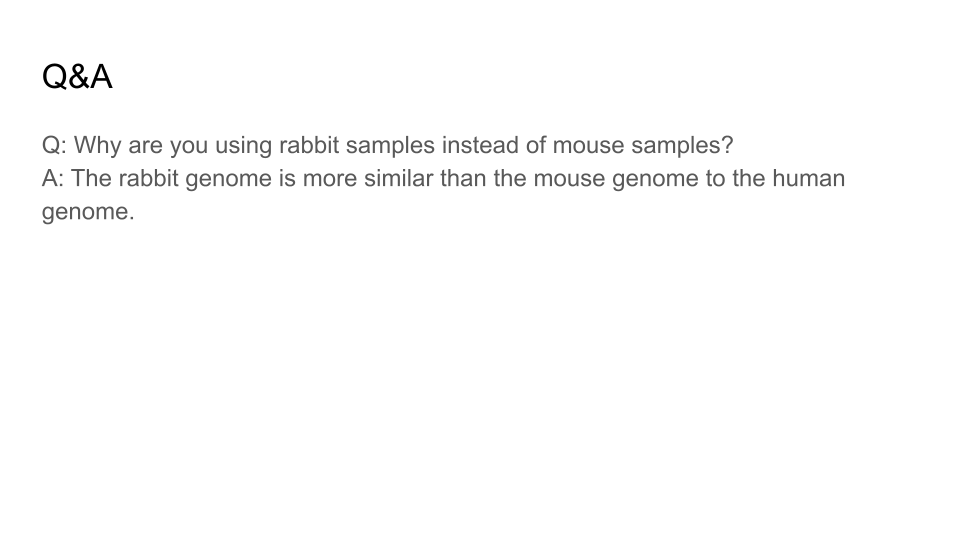 Q&A
Q: Why are you using rabbit samples instead of mouse samples?
A: The rabbit genome is more similar than the mouse genome to the human
genome.